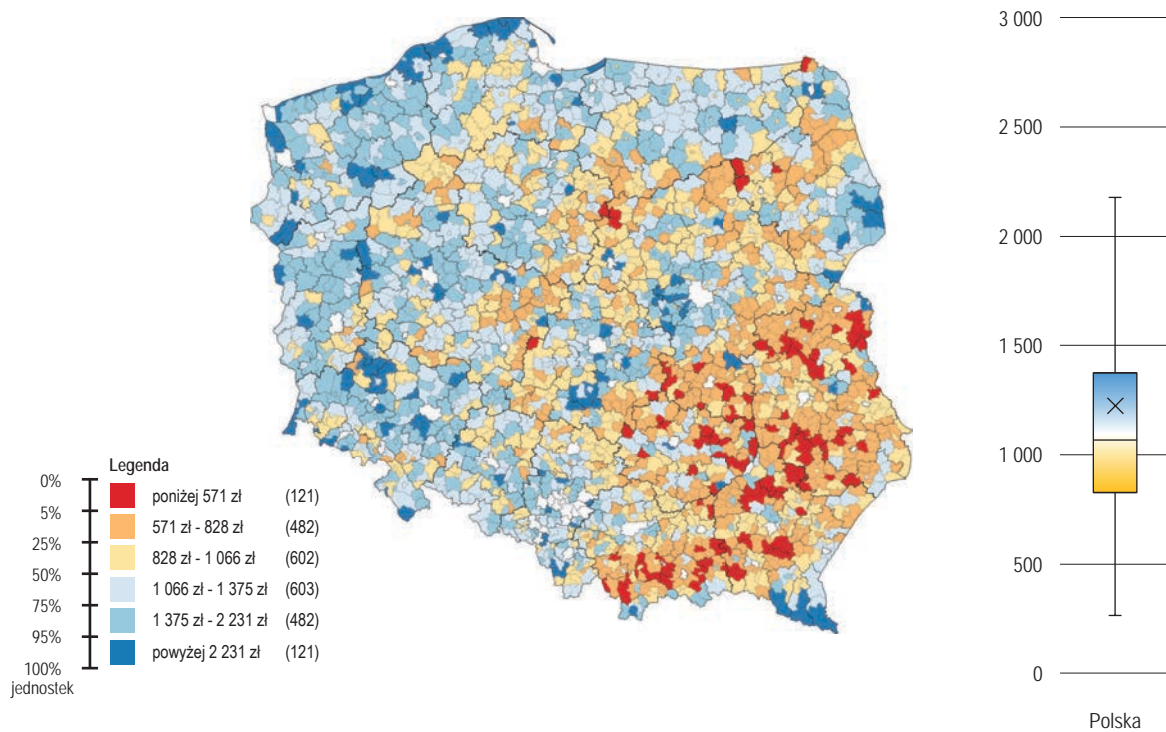 Legenda
0%
5%
25%
50%
75%
95%
100%
jednostek
poniżej 571 zł (121)
571 zł - 828 zł (482)
828 zł - 1 066 zł (602)
1 066 zł - 1 375 zł (603)
1 375 zł - 2 231 zł (482)
powyżej 2 231 zł (121)
3 000
2 500
2 000
1 500
1 000
500
0
Polska